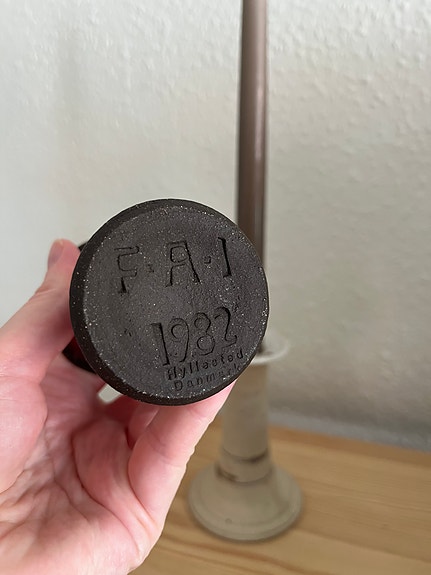 F·A·I
1982
Hyllested
Danmark